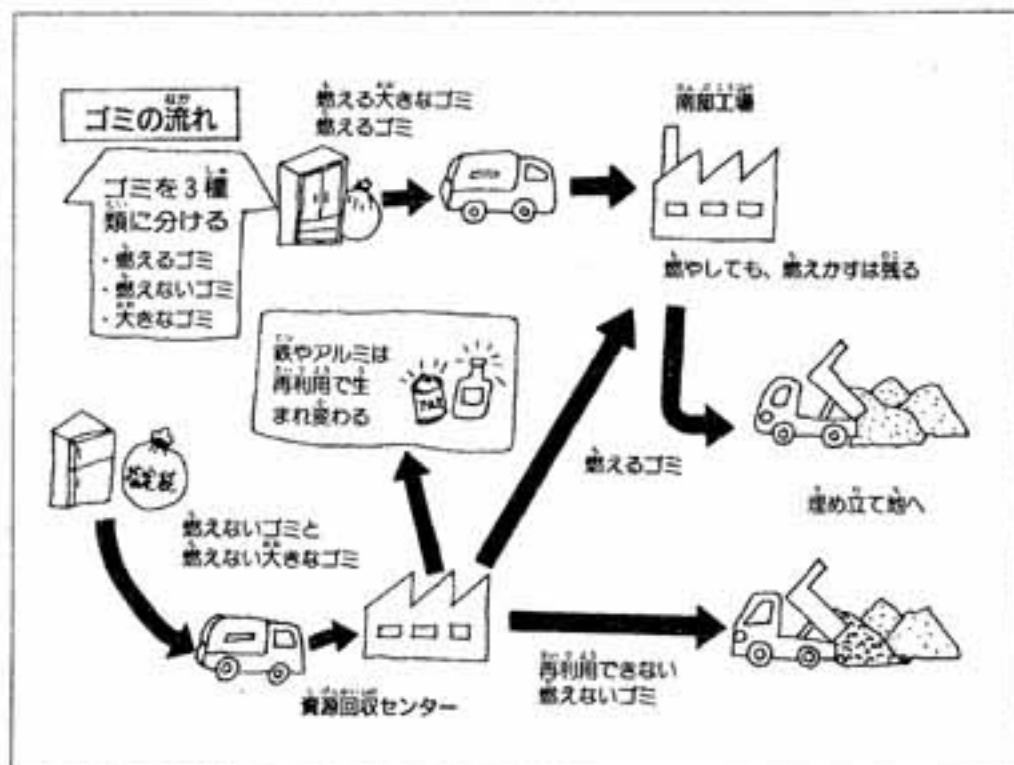 ゴミの流れ
ゴミを3種
類に分ける
・燃えるゴミ
・燃えないゴミ
・大きなゴミ
燃える大きなゴミ
燃えるゴミ
南部工場
燃やしても、燃えかすは残る
鉄やアルミは
再利用で生
まれ変わる
燃えるゴミ
埋め立て地へ
燃えないゴミと
燃えない大きなゴミ
資源回収センター
再利用できない
燃えないゴミ